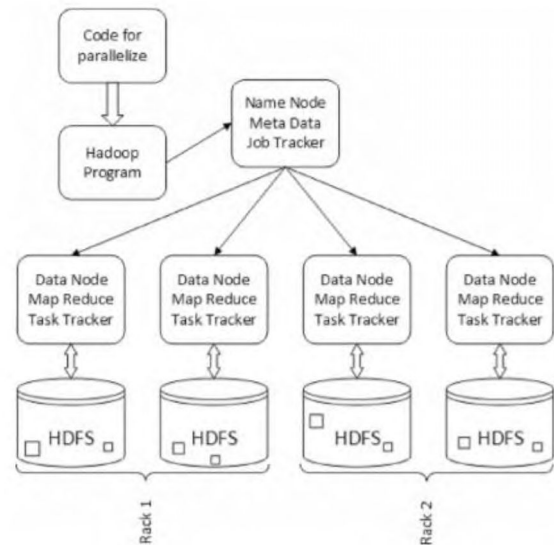 Code for
parallelize
Hadoop
Program
Name Node
Meta Data
Job Tracker
Data Node
Map Reduce
Task Tracker
Data Node
Map Reduce
Task Tracker
Data Node
Map Reduce
Task Tracker
Data Node
Map Reduce
Task Tracker
HDFS
HDFS
HDFS
HDFS
Rack 1
Rack 2